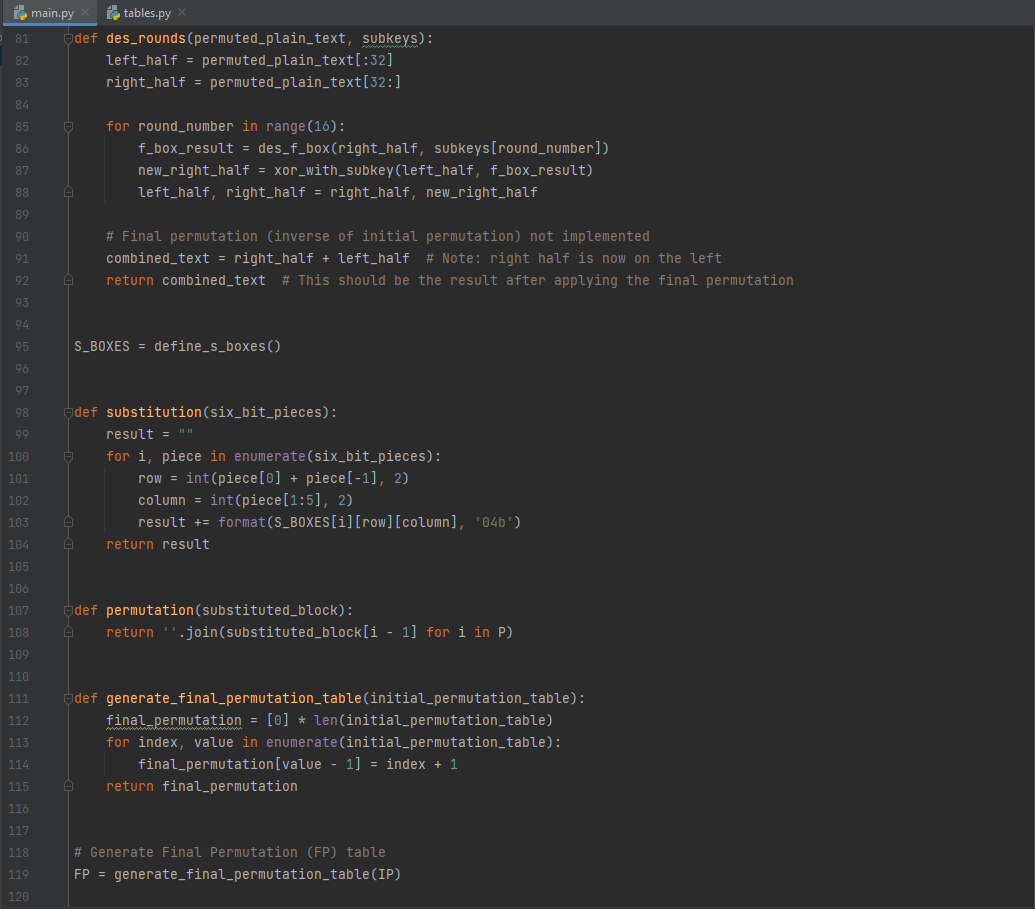 main.py tables.py
81 def des_rounds(permuted_plain_text, subkeys):
82     left_half = permuted_plain_text[:32]
83     right_half = permuted_plain_text[32:]
84
85     for round_number in range(16):
86         f_box_result = des_f_box(right_half, subkeys[round_number])
87         new_right_half = xor_with_subkey(left_half, f_box_result)
88         left_half, right_half = right_half, new_right_half
89
90     # Final permutation (inverse of initial permutation) not implemented
91     combined_text = right_half + left_half  # Note: right half is now on the left
92     return combined_text  # This should be the result after applying the final permutation
93
94
95 S_BOXES = define_s_boxes()
96
97
98 def substitution(six_bit_pieces):
99     result = ""
100     for i, piece in enumerate(six_bit_pieces):
101         row = int(piece[0] + piece[-1], 2)
102         column = int(piece[1:5], 2)
103         result += format(S_BOXES[i][row][column], '04b')
104     return result
105
106
107 def permutation(substituted_block):
108     return ''.join(substituted_block[i - 1] for i in P)
109
110
111 def generate_final_permutation_table(initial_permutation_table):
112     final_permutation = [0] * len(initial_permutation_table)
113     for index, value in enumerate(initial_permutation_table):
114         final_permutation[value - 1] = index + 1
115     return final_permutation
116
117
118 # Generate Final Permutation (FP) table
119 FP = generate_final_permutation_table(IP)
120